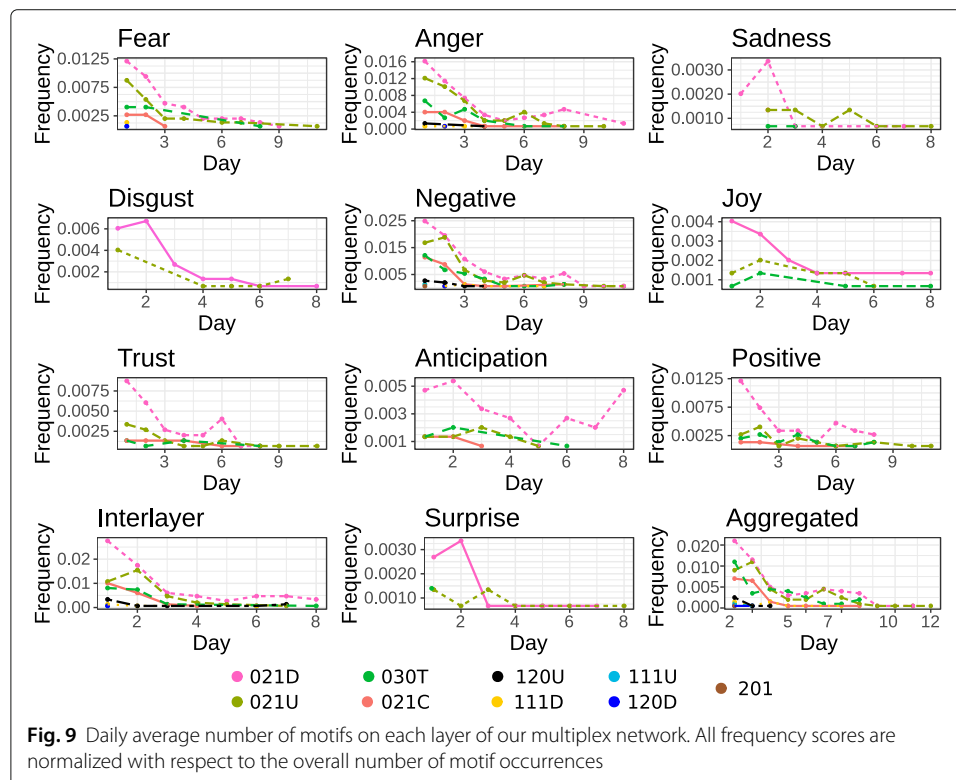 Fear
Frequency
0.0125
0.0075
0.0025
3 6 9
Day
Anger
Frequency
0.016
0.012
0.008
0.004
0.000
3 6 9
Day
Sadness
Frequency
0.0030
0.0020
0.0010
2 4 6 8
Day
Disgust
Frequency
0.006
0.004
0.002
2 4 6 8
Day
Negative
Frequency
0.025
0.015
0.005
3 6 9
Day
Joy
Frequency
0.004
0.003
0.002
0.001
2 4 6 8
Day
Trust
Frequency
0.0075
0.0050
0.0025
3 6 9
Day
Anticipation
Frequency
0.005
0.003
0.001
2 4 6 8
Day
Positive
Frequency
0.0125
0.0075
0.0025
3 6 9
Day
Interlayer
Frequency
0.02
0.01
0.00
2 4 6 8
Day
Surprise
Frequency
0.0030
0.0020
0.0010
2 4 6 8
Day
Aggregated
Frequency
0.020
0.010
0.005
0.000
2 5 7 10 12
Day
021D 030T 120U 111U 201
021U 021C 111D 120D
Fig. 9 Daily average number of motifs on each layer of our multiplex network. All frequency scores are
normalized with respect to the overall number of motif occurrences